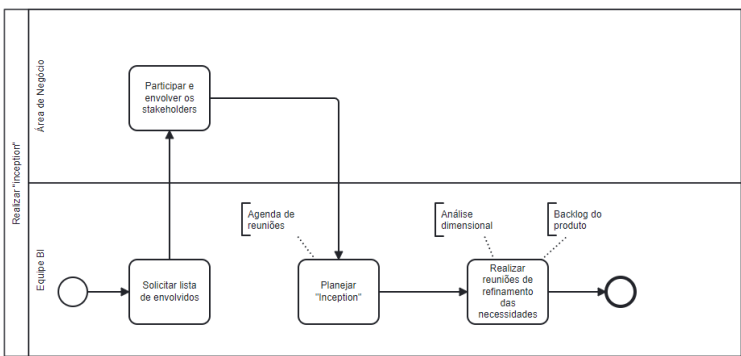 Realizar "Inception"
Área de Negócio
Participar e
envolver os
stakeholders
Equipe BI
Solicitar lista
de envolvidos
Agenda de
reuniões
Planejar
"Inception"
Análise
dimensional
Backlog do
produto
Realizar
reuniões de
refinamento
das
necessidades